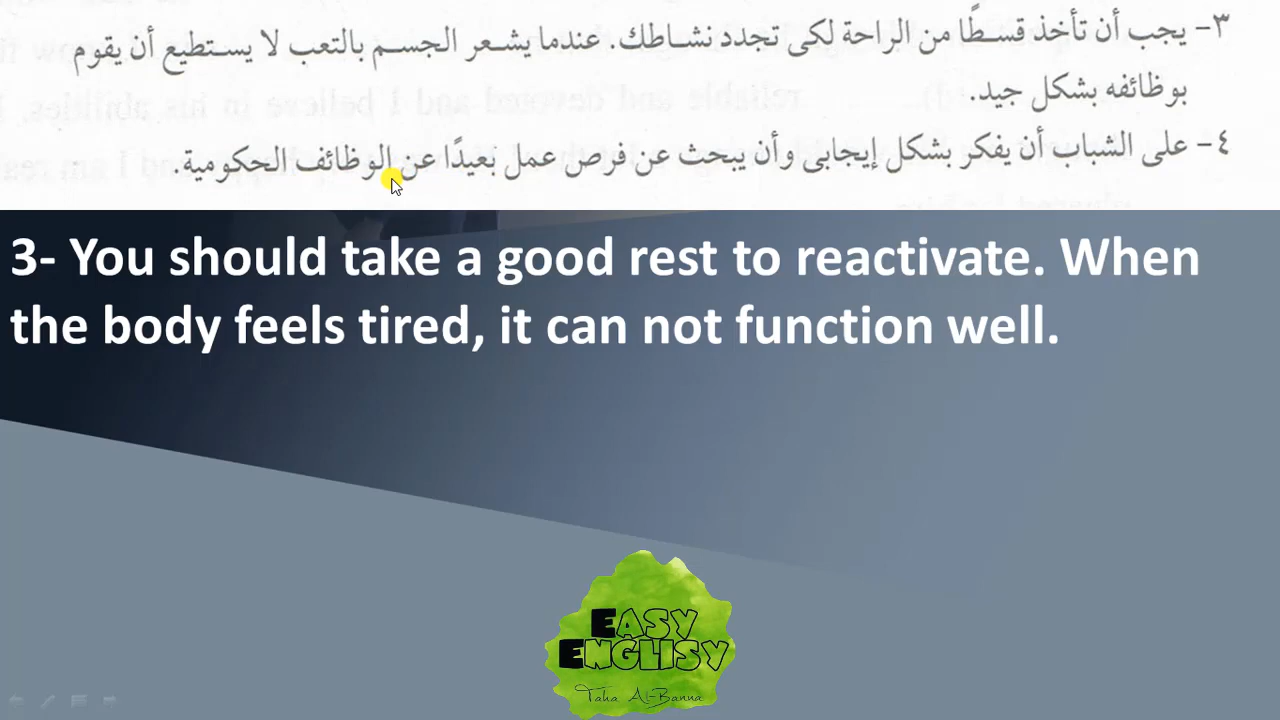 ٣- يجب أن تأخذ قسطًا من الراحة لكى تجدد نشاطك. عندما يشعر الجسم بالتعب لا يستطيع أن يقوم
بوظائفه بشكل جيد.
٤- على الشباب أن يفكر بشكل إيجابى وأن يبحث عن فرص عمل بعيدًا عن الوظائف الحكومية.
3- You should take a good rest to reactivate. When
the body feels tired, it can not function well.
EASY
ENGLISY
Taha Al-Banna